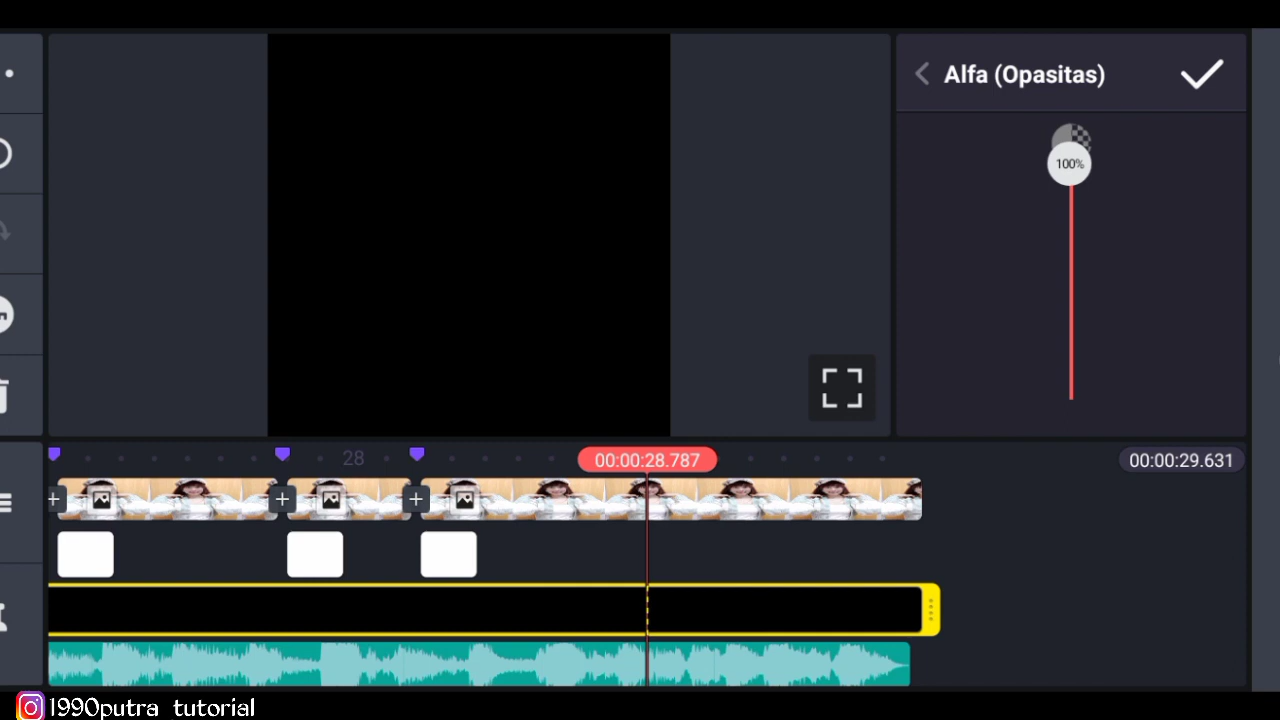 Alfa (Opasitas)
100%
28
00:00:28.787
00:00:29.631
1990putra tutorial